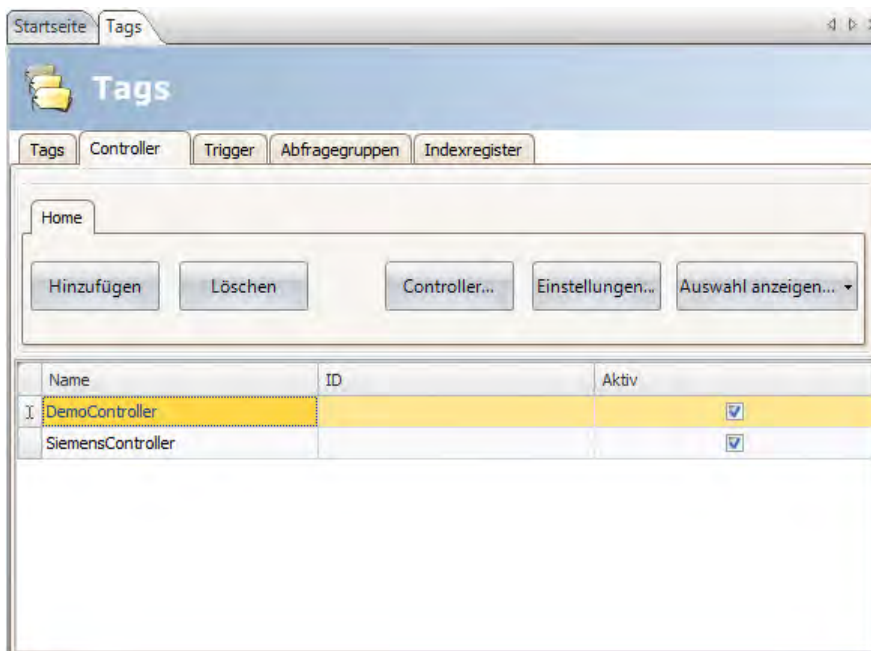 Startseite Tags
Tags
Tags Controller Trigger Abfragegruppen Indexregister
Home
Hinzufügen Löschen Controller... Einstellungen... Auswahl anzeigen...
Name ID Aktiv
DemoController
SiemensController